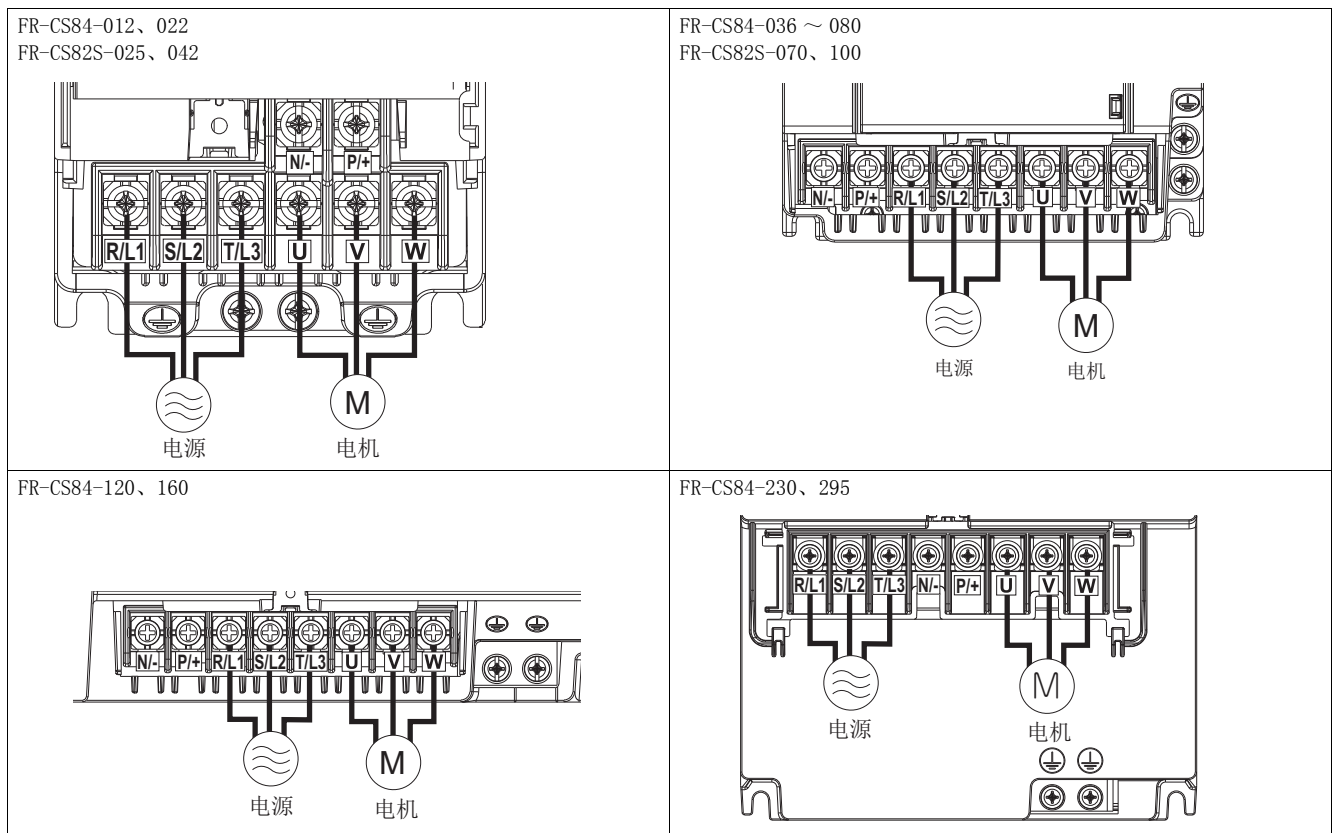 FR-CS84-012、022
FR-CS82S-025、042
N/- P/+
R/L1 S/L2 T/L3 U V W
M
电源 电机
FR-CS84-036 ～ 080
FR-CS82S-070、100
N/- P/+ R/L1 S/L2 T/L3 U V W
M
电源 电机
FR-CS84-120、160
N/- P/+ R/L1 S/L2 T/L3 U V W
M
电源 电机
FR-CS84-230、295
R/L1 S/L2 T/L3 N/- P/+ U V W
M
电源 电机